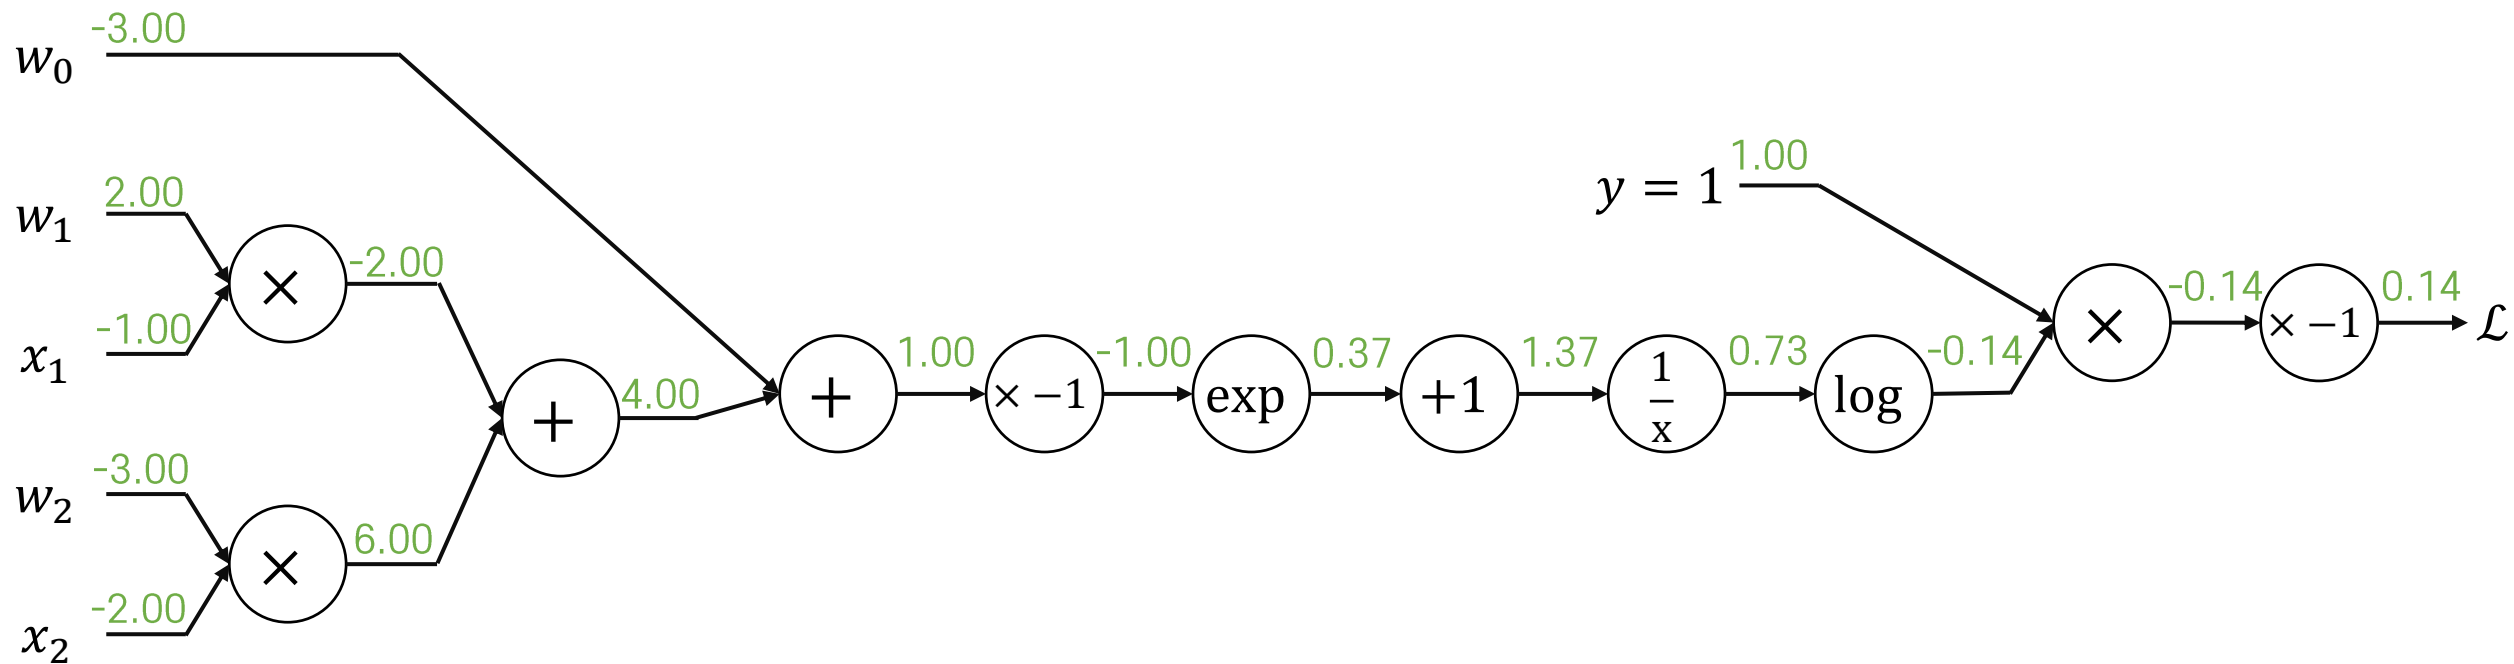 w₀ -3.00
w₁ 2.00
x₁ -1.00
w₂ -3.00
x₂ -2.00
× -2.00
× 6.00
+ 4.00
+ 1.00
× −1 -1.00
exp 0.37
+1 1.37
1/x 0.73
log -0.14
y = 1 1.00
× -0.14
× −1 0.14
ℒ